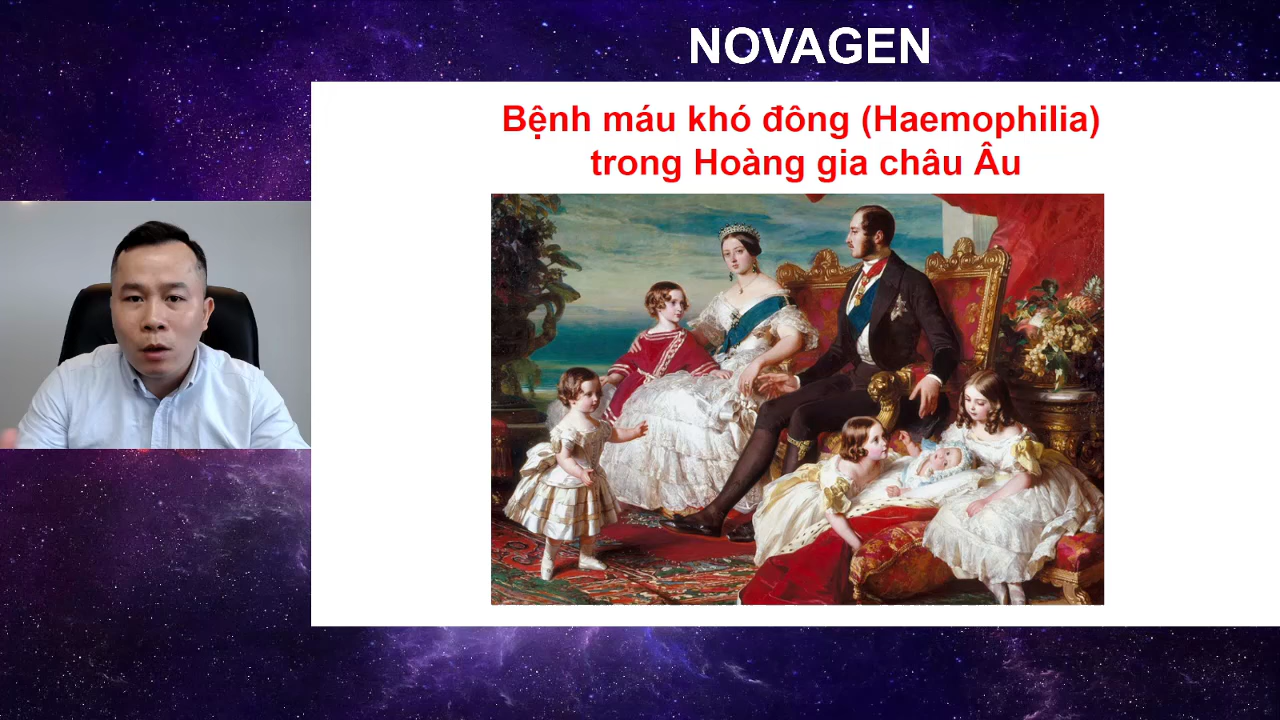 NOVAGEN
Bệnh máu khó đông (Haemophilia)
trong Hoàng gia châu Âu